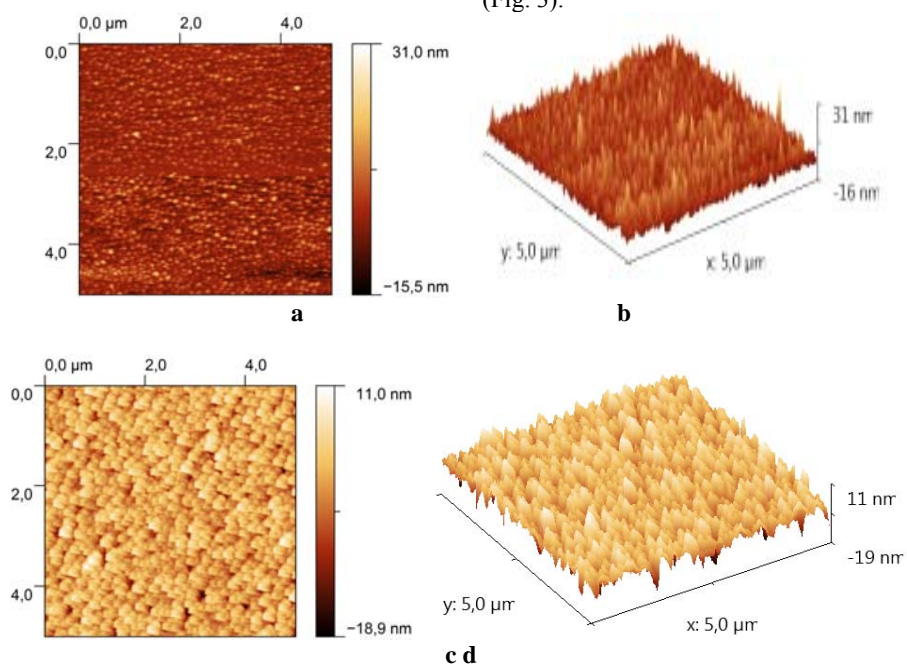 (Fig. 5).
0,0 µm 2,0 4,0
0,0
2,0
4,0
31,0 nm
−15,5 nm
31 nm
-16 nm
y: 5,0 µm
x: 5,0 µm
a b
0,0 µm 2,0 4,0
0,0
2,0
4,0
11,0 nm
−18,9 nm
11 nm
-19 nm
y: 5,0 µm
x: 5,0 µm
c d